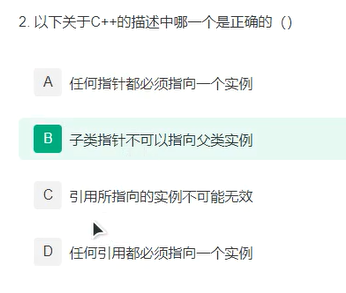 2. 以下关于C++的描述中哪一个是正确的（）
A 任何指针都必须指向一个实例
B 子类指针不可以指向父类实例
C 引用所指向的实例不可能无效
D 任何引用都必须指向一个实例